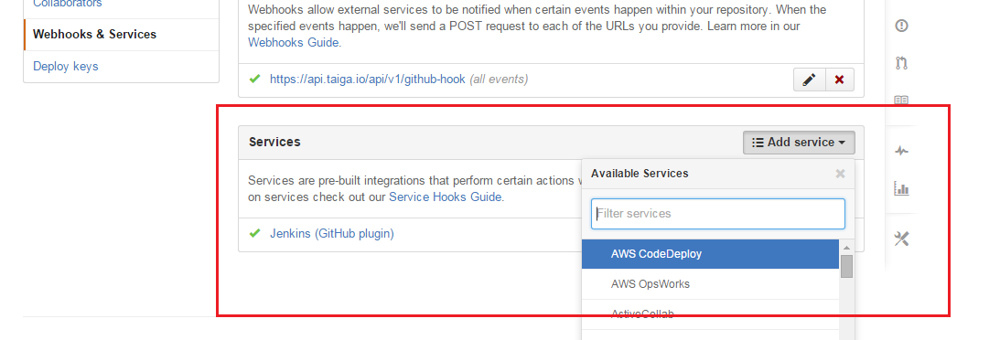 Collaborators
Webhooks & Services
Deploy keys
Webhooks allow external services to be notified when certain events happen within your repository. When the
specified events happen, we'll send a POST request to each of the URLs you provide. Learn more in our
Webhooks Guide.
https://api.taiga.io/api/v1/github-hook (all events)
Services
Add service
Services are pre-built integrations that perform certain actions
on services check out our Service Hooks Guide.
Jenkins (GitHub plugin)
Available Services
Filter services
AWS CodeDeploy
AWS OpsWorks
ActiveCollab